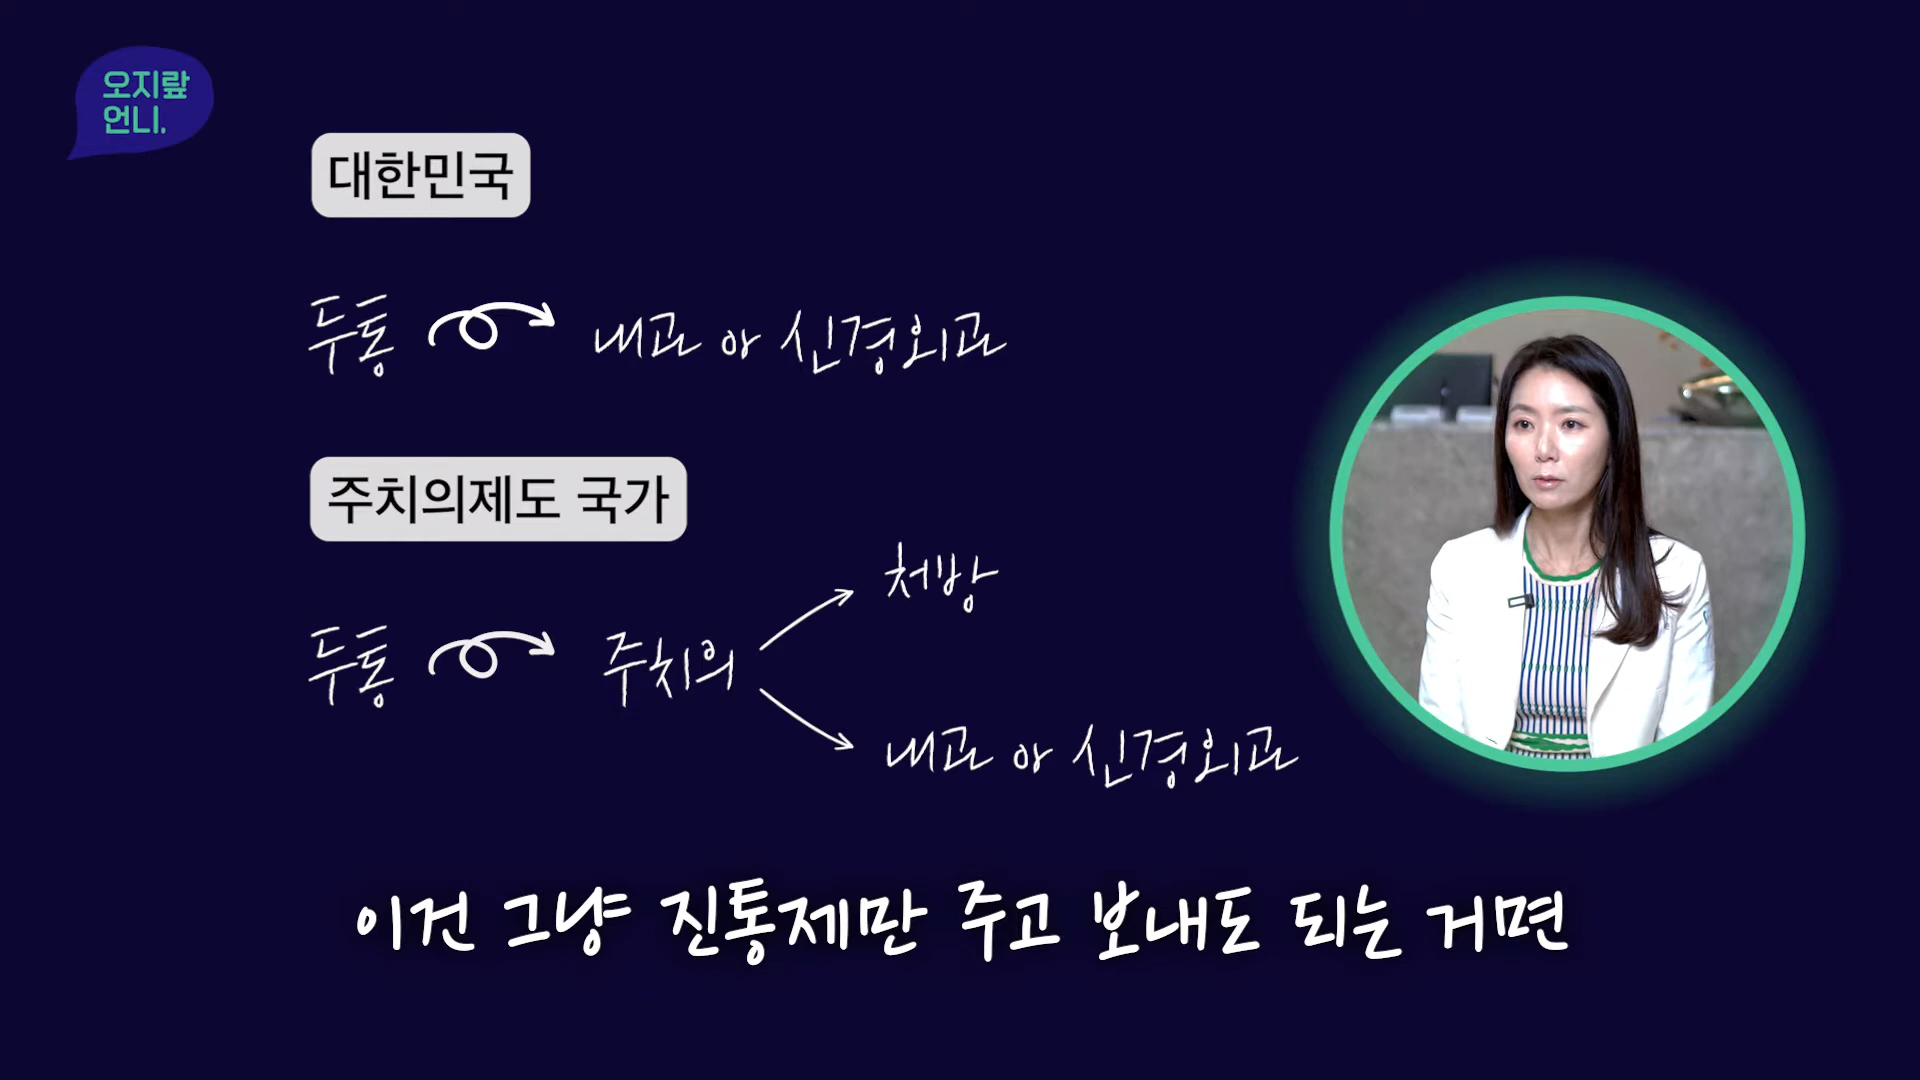 오지랖
언니.
대한민국
두통 내과 or 신경외과
주치의제도 국가
처방
두통 주치의
내과 or 신경외과
이건 그냥 진통제만 주고 보내도 되는 거면